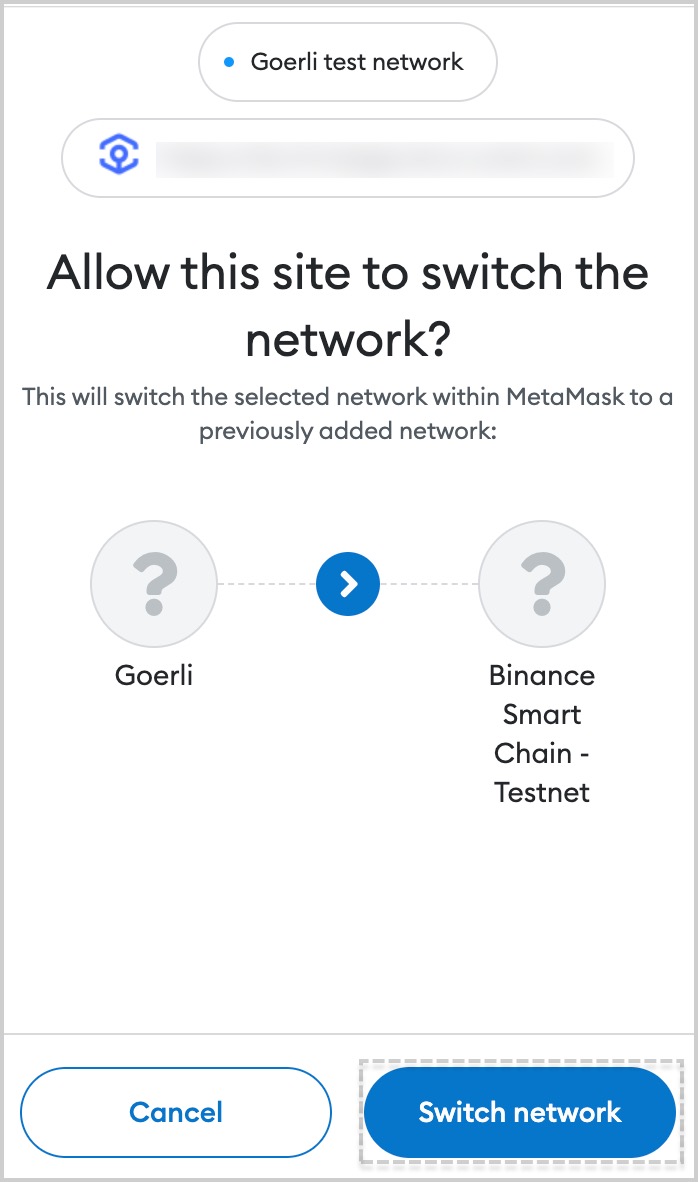 Goerli test network
Allow this site to switch the
network?
This will switch the selected network within MetaMask to a
previously added network:
?
?
Goerli
Binance
Smart
Chain -
Testnet
Cancel
Switch network